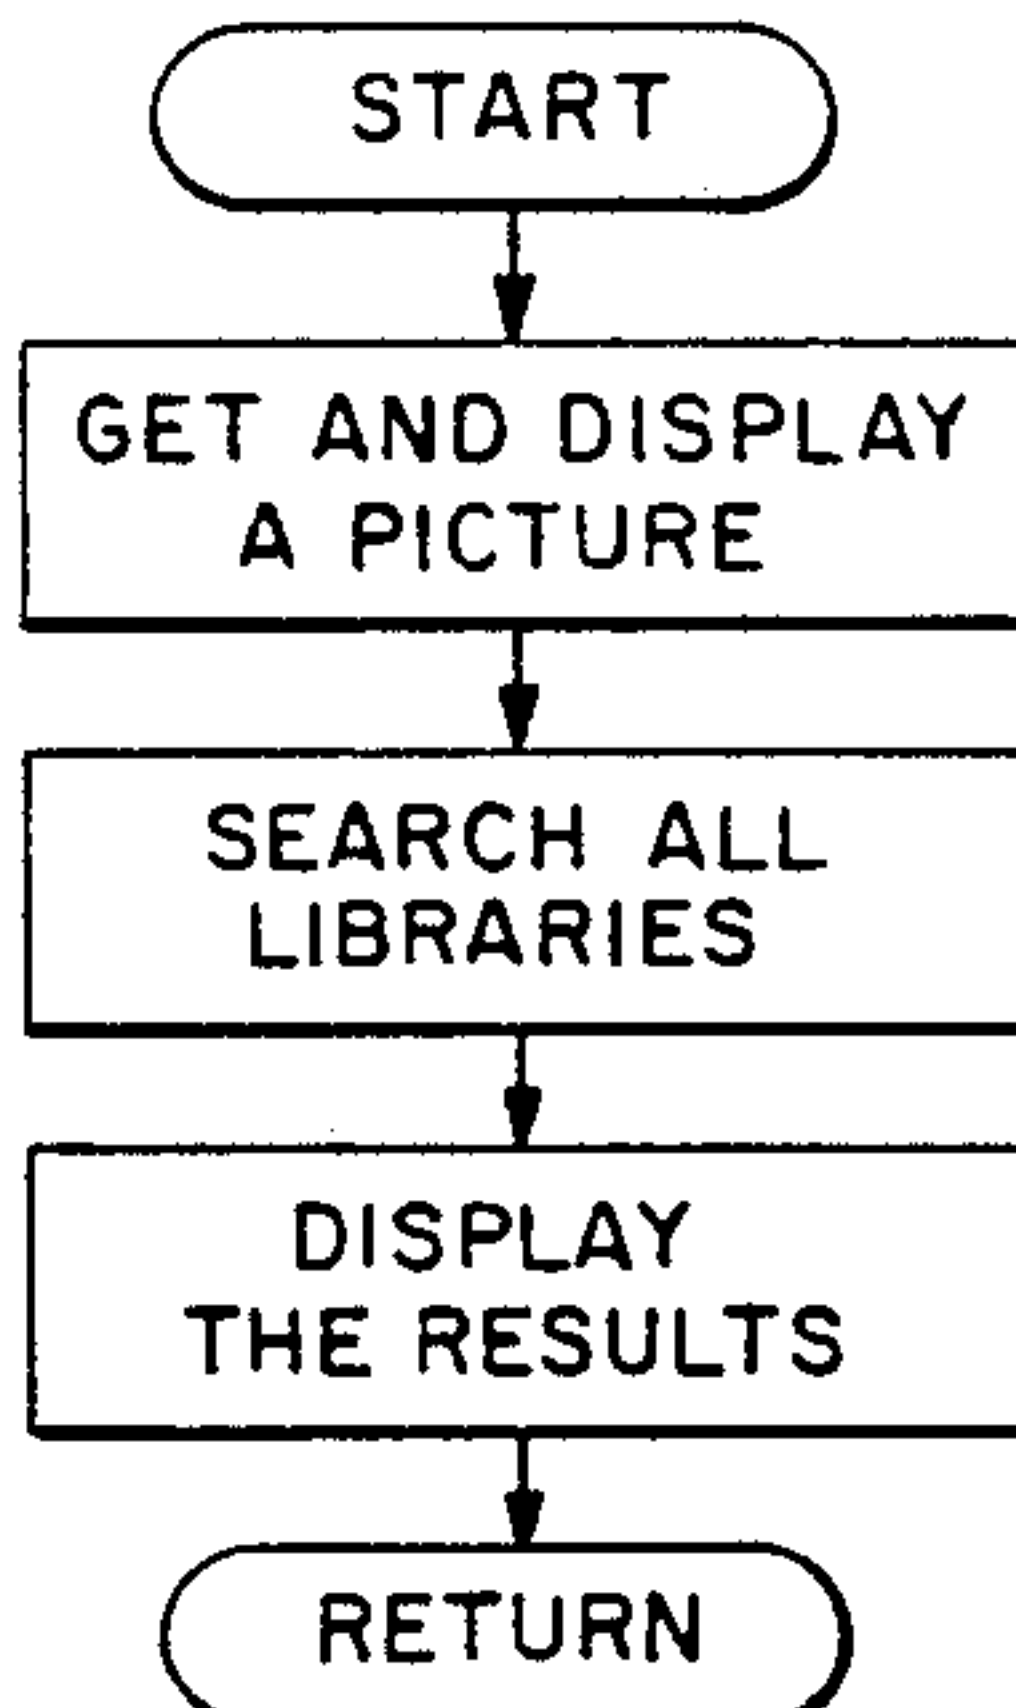 START
GET AND DISPLAY
A PICTURE
SEARCH ALL
LIBRARIES
DISPLAY
THE RESULTS
RETURN